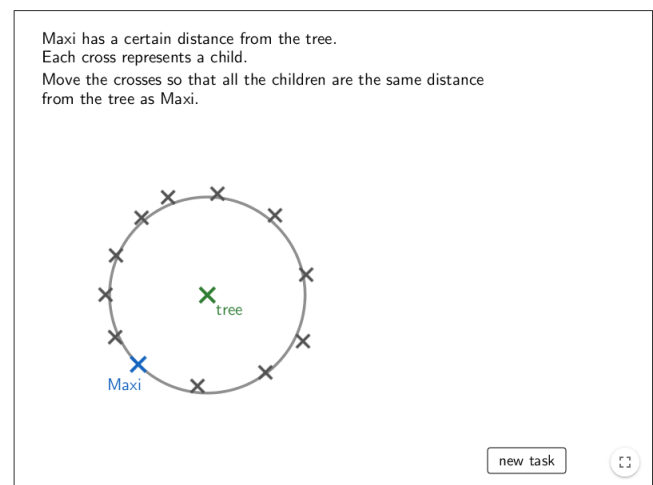 Maxi has a certain distance from the tree.
Each cross represents a child.
Move the crosses so that all the children are the same distance
from the tree as Maxi.
tree
Maxi
new task